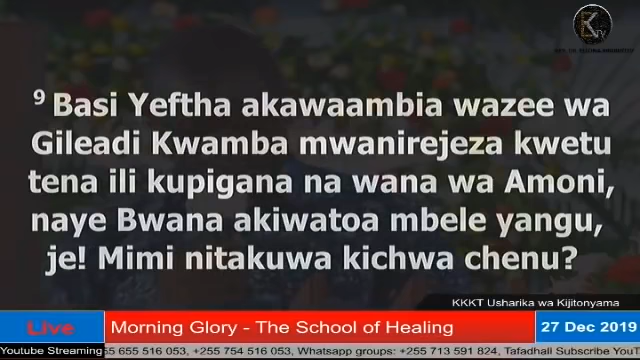 9 Basi Yeftha akawaambia wazee wa
Gileadi Kwamba mwanirejeza kwetu
tena ili kupigana na wana wa Amoni,
naye Bwana akiwatoa mbele yangu,
je! Mimi nitakuwa kichwa chenu?
KKKT Usharika wa Kijitonyama
Live
Morning Glory - The School of Healing
27 Dec 2019
Youtube Streaming
55 655 516 053, +255 754 516 053, Whatsapp groups: +255 713 591 824, Tafadhali Subscribe You